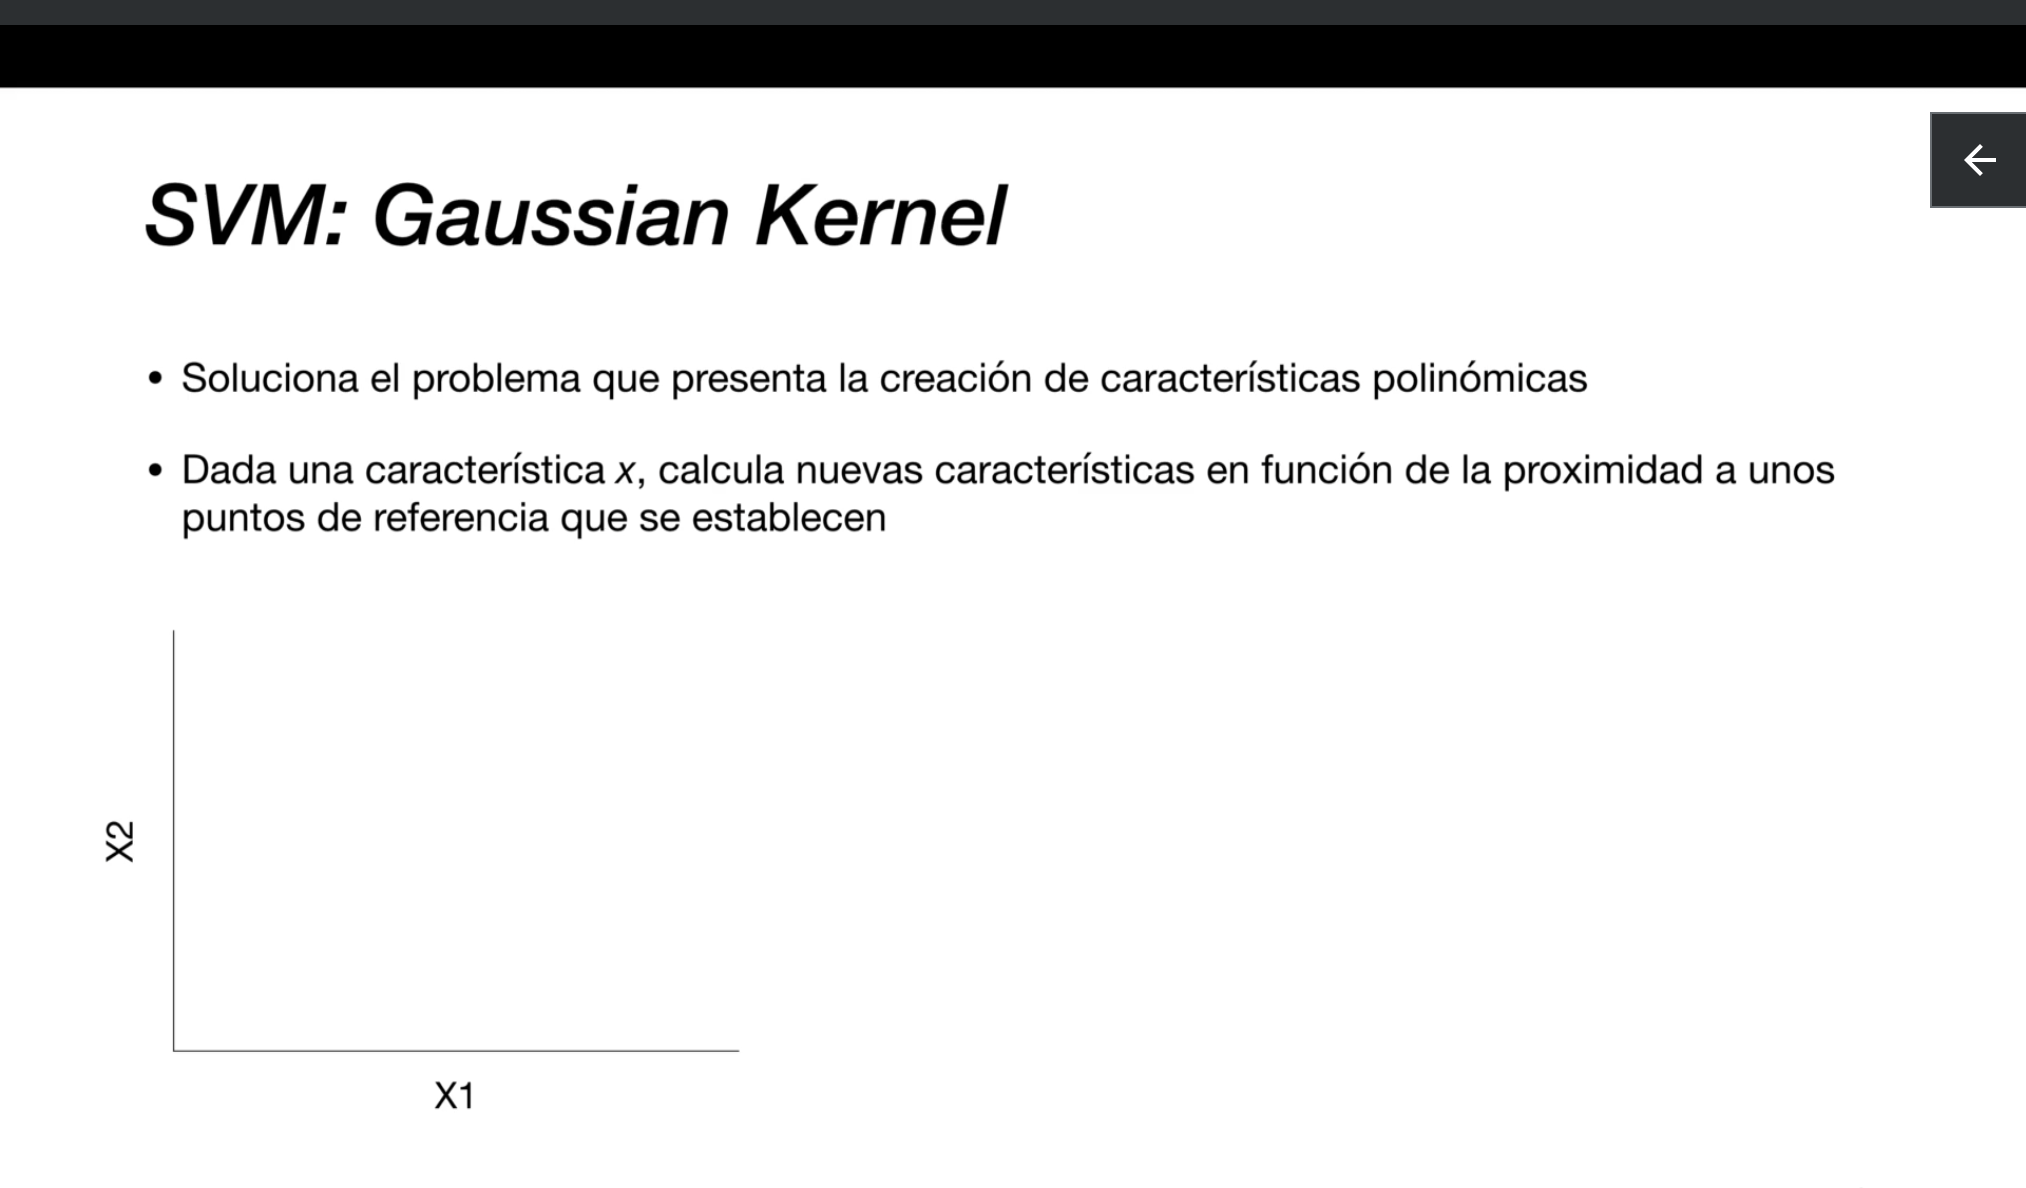 SVM: Gaussian Kernel
• Soluciona el problema que presenta la creación de características polinómicas
• Dada una característica x, calcula nuevas características en función de la proximidad a unos
puntos de referencia que se establecen
X2
X1